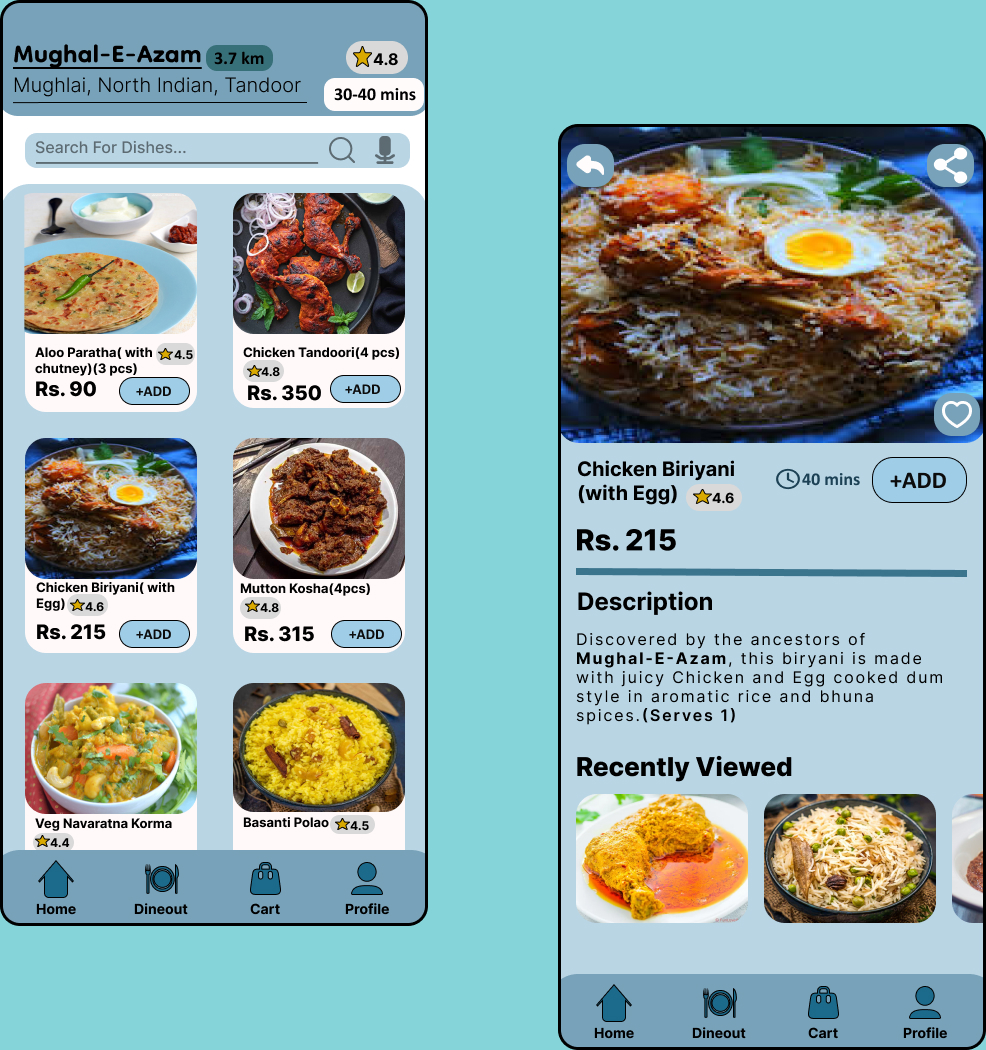 Mughal-E-Azam 3.7 km 4.8
Mughlai, North Indian, Tandoor
30-40 mins
Search For Dishes...
Aloo Paratha( with 4.5
chutney)(3 pcs)
Rs. 90 +ADD
Chicken Tandoori(4 pcs)
4.8
Rs. 350 +ADD
Chicken Biriyani( with
Egg) 4.6
Rs. 215 +ADD
Mutton Kosha(4pcs)
4.8
Rs. 315 +ADD
Veg Navaratna Korma
4.4
Basanti Polao 4.5
Home Dineout Cart Profile
Chicken Biriyani
(with Egg) 4.6
40 mins +ADD
Rs. 215
Description
Discovered by the ancestors of
Mughal-E-Azam, this biryani is made
with juicy Chicken and Egg cooked dum
style in aromatic rice and bhuna
spices.(Serves 1)
Recently Viewed
Home Dineout Cart Profile